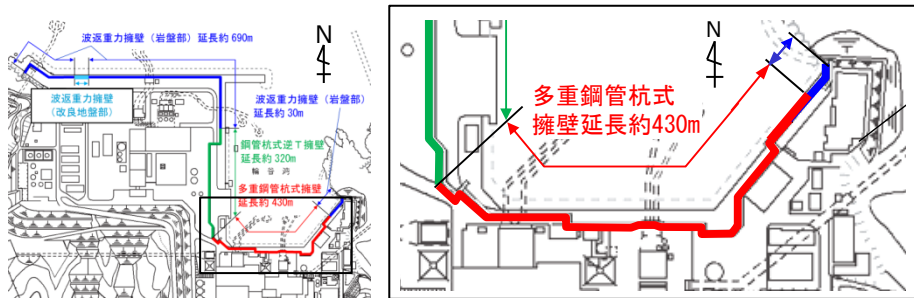 波返重力擁壁（岩盤部）延長約690m
N
波返重力擁壁
（改良地盤部）
波返重力擁壁（岩盤部）
延長約30m
鋼管杭式逆Ｔ擁壁
延長約320m
輪谷湾
多重鋼管杭式擁壁
延長約430m
N
多重鋼管杭式
擁壁延長約430m